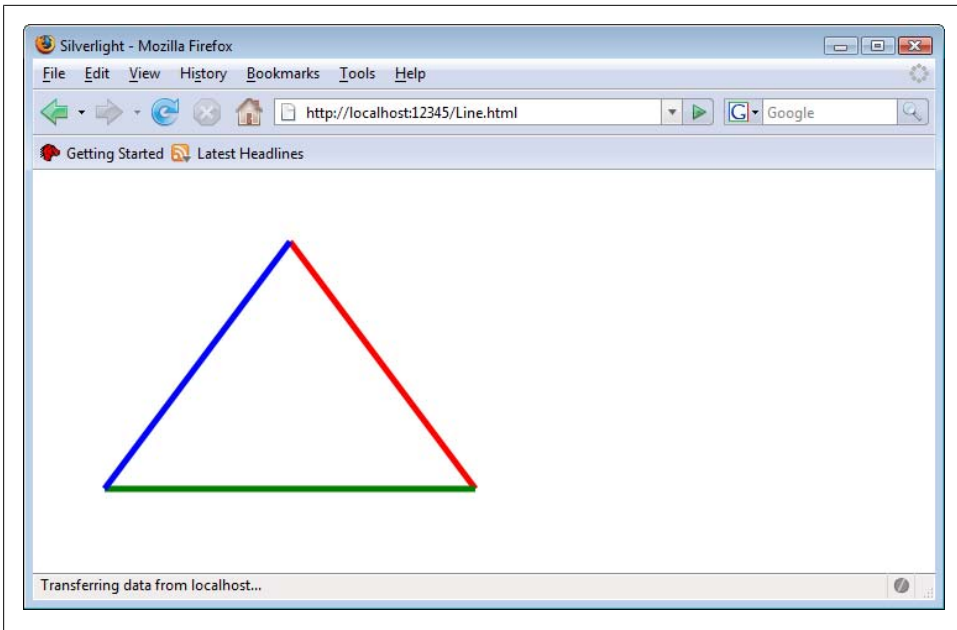 Silverlight - Mozilla Firefox
File Edit View History Bookmarks Tools Help
http://localhost:12345/Line.html G Google
Getting Started Latest Headlines
Transferring data from localhost...